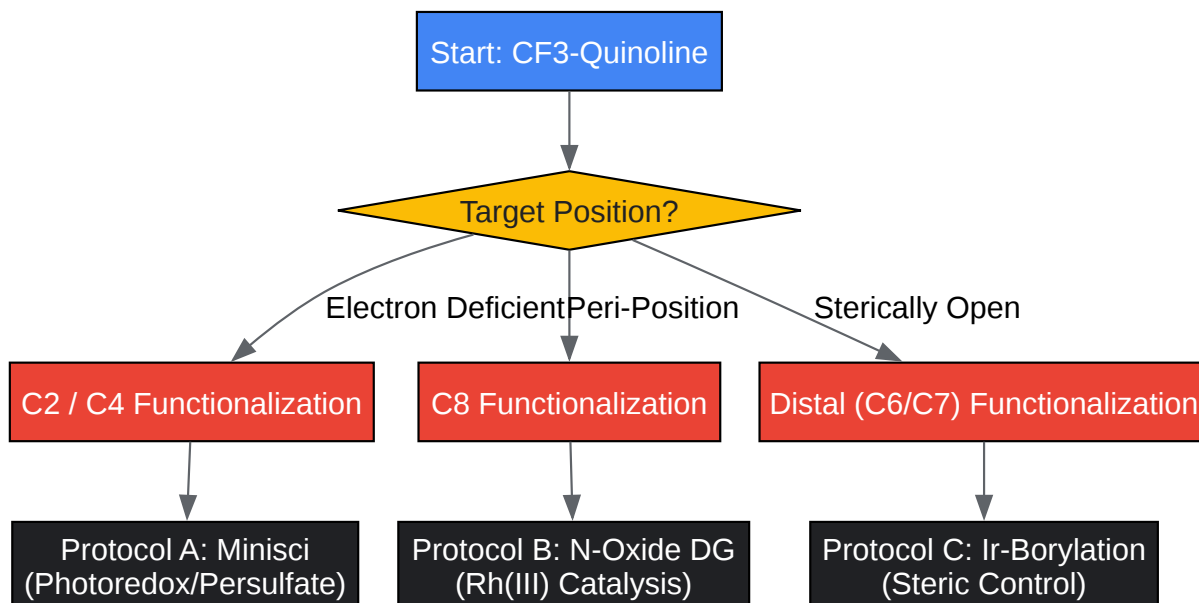 Start: CF3-Quinoline
Target Position?
Electron Deficient
Peri-Position
Sterically Open
C2 / C4 Functionalization
C8 Functionalization
Distal (C6/C7) Functionalization
Protocol A: Minisci
(Photoredox/Persulfate)
Protocol B: N-Oxide DG
(Rh(III) Catalysis)
Protocol C: Ir-Borylation
(Steric Control)